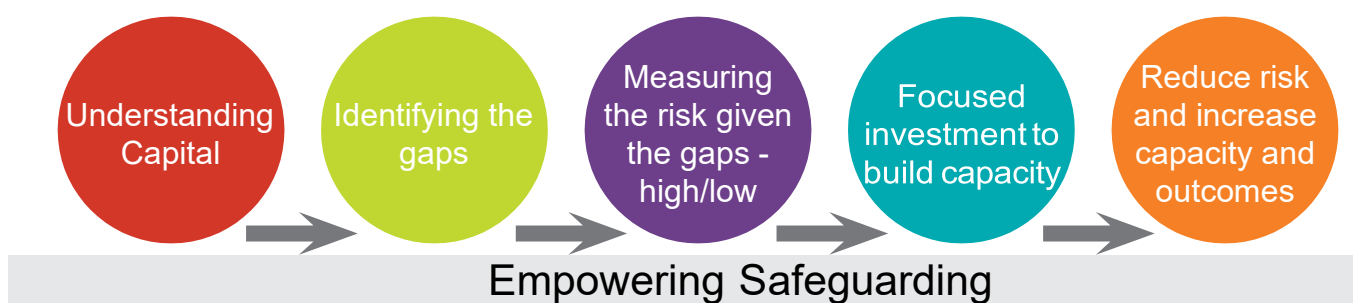 Understanding
Capital
Identifying the
gaps
Measuring
the risk given
the gaps -
high/low
Focused
investment to
build capacity
Reduce risk
and increase
capacity and
outcomes
Empowering Safeguarding